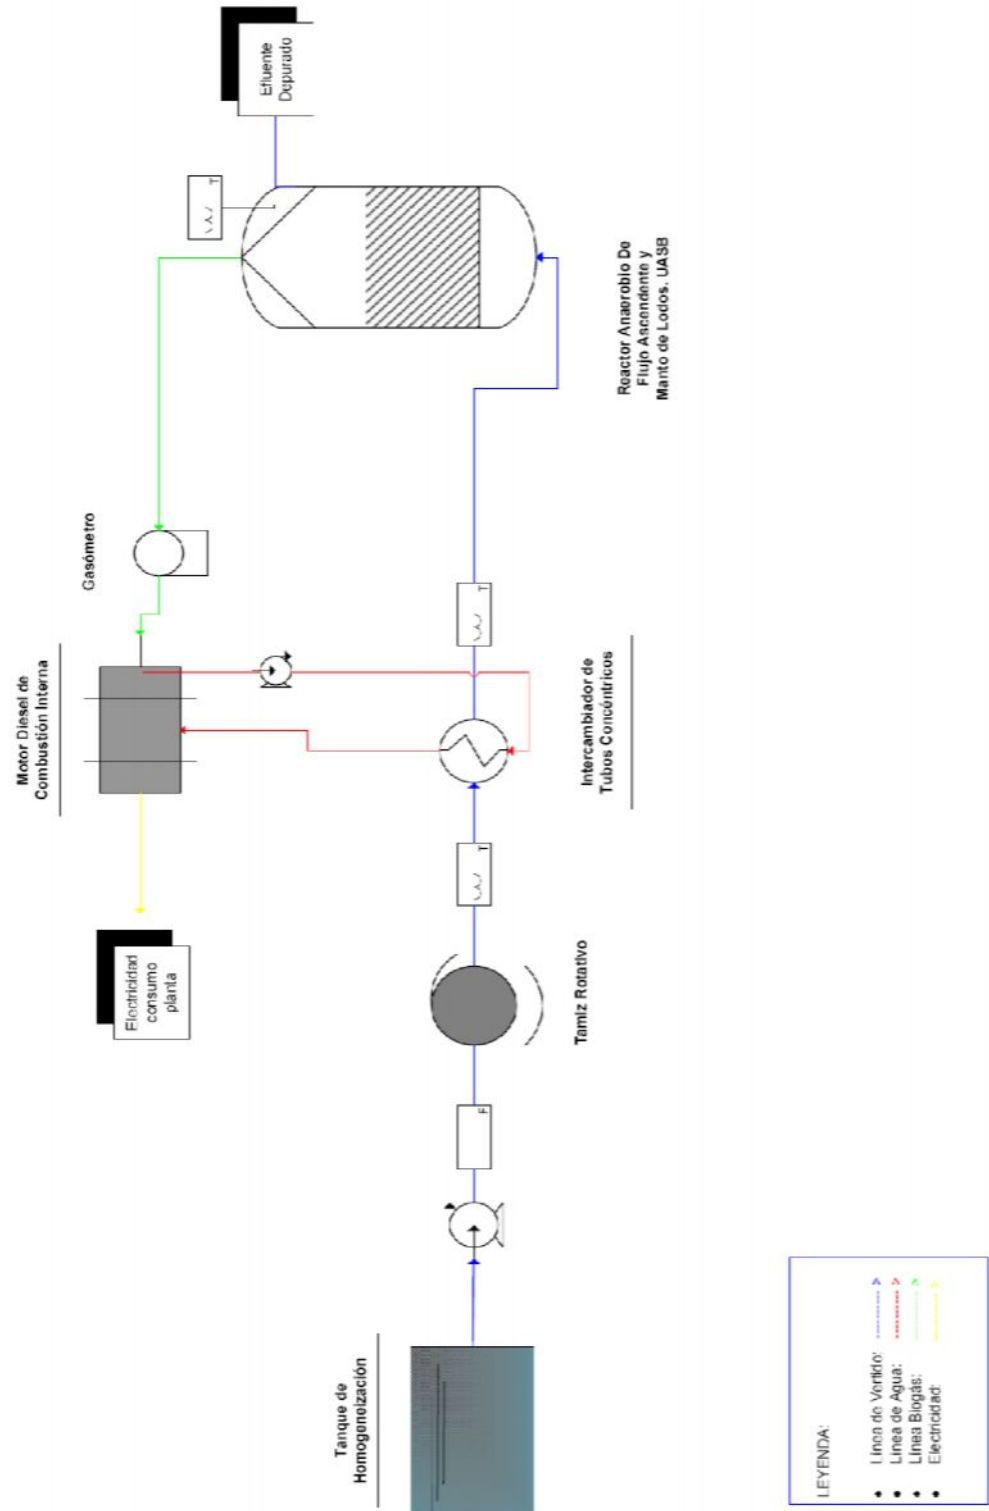 Efluente
Depurado
T
Reactor Anaerobio De
Flujo Ascendente y
Manto de Lodos. UASB
Gasómetro
Motor Diesel de
Combustión Interna
T
Intercambiador de
Tubos Concéntricos
T
Electricidad
consumo
planta
Tamiz Rotativo
F
Tanque de
Homogeneización
LEYENDA:
Línea de Vertido:
Línea de Agua:
Línea Biogás:
Electricidad: